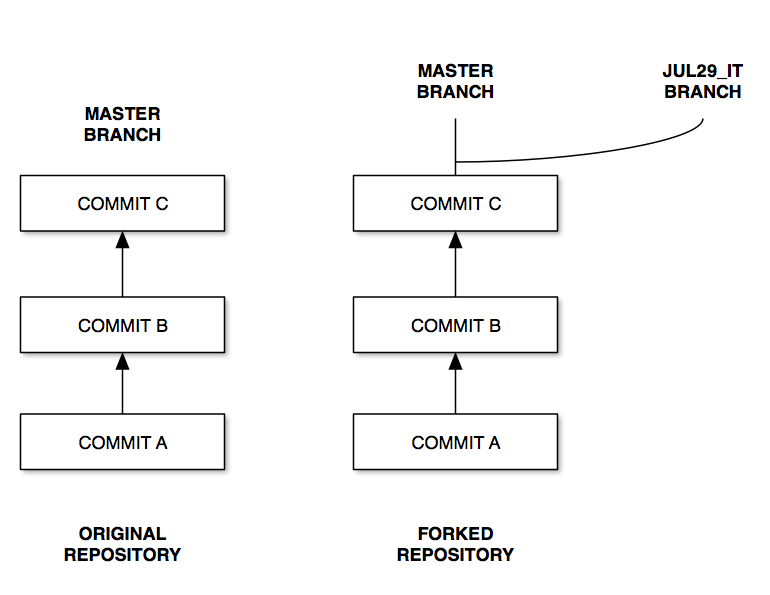 MASTER
BRANCH
COMMIT C
COMMIT B
COMMIT A
ORIGINAL
REPOSITORY
MASTER
BRANCH
JUL29_IT
BRANCH
COMMIT C
COMMIT B
COMMIT A
FORKED
REPOSITORY